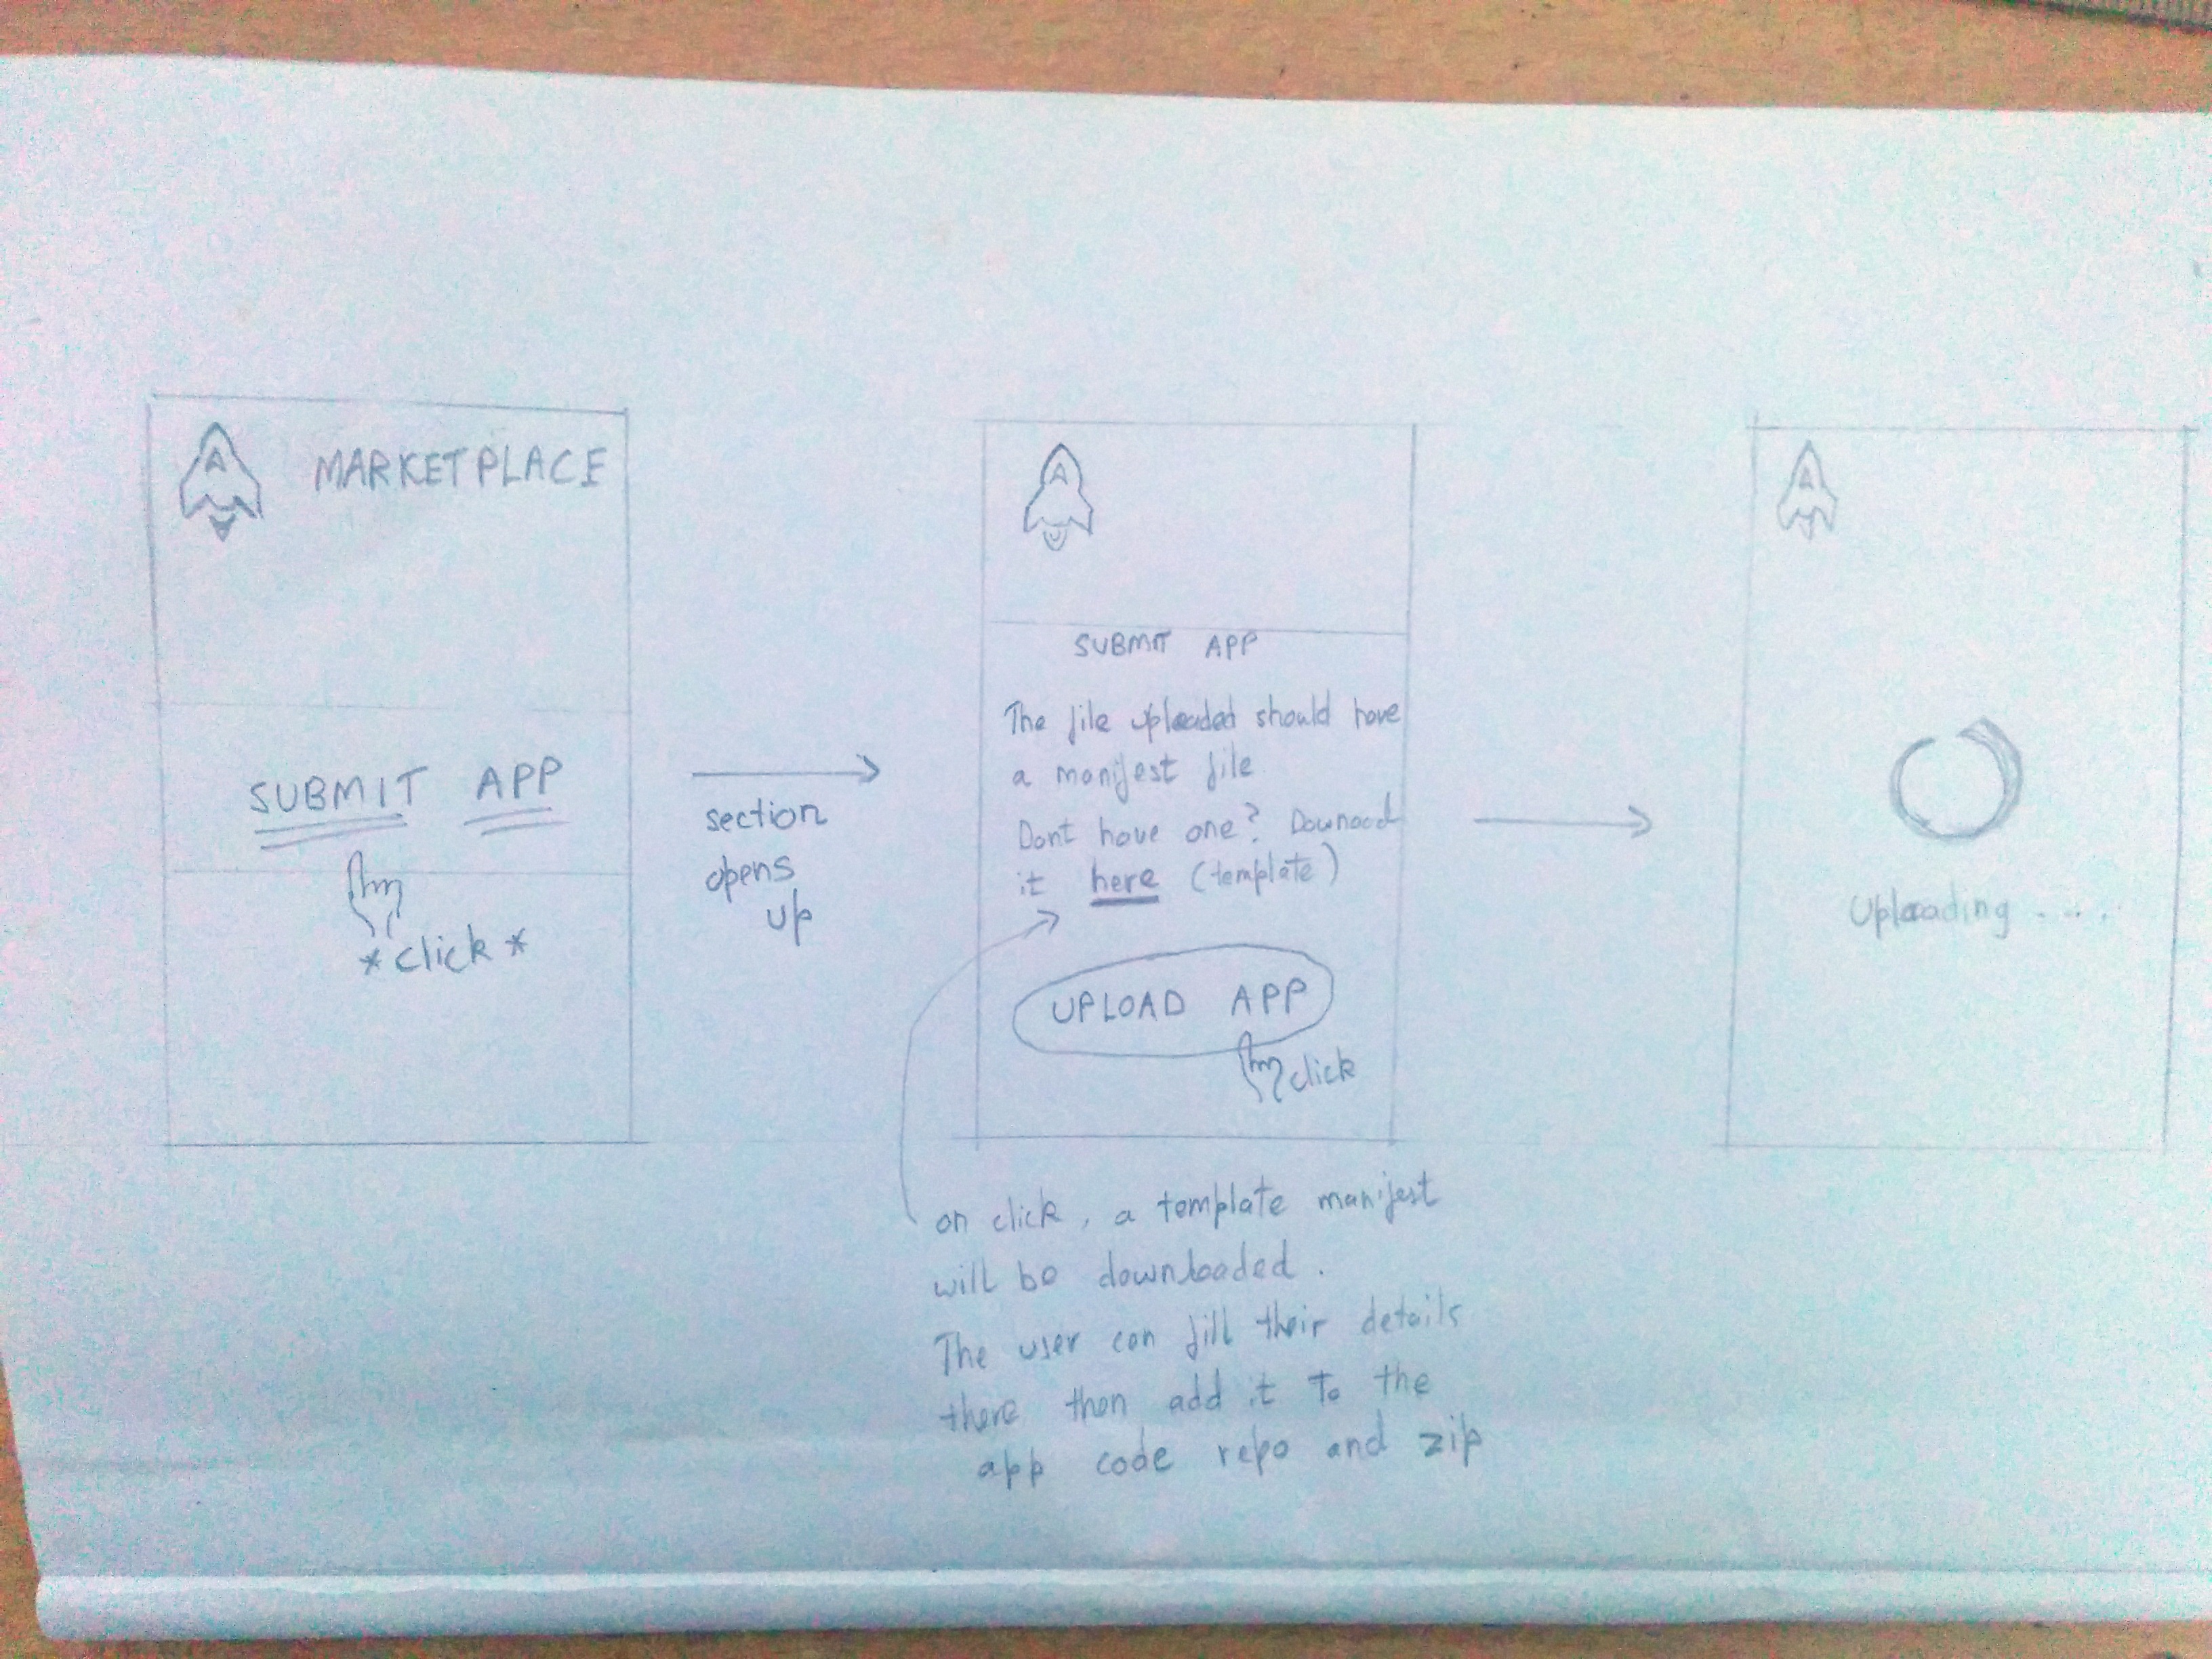 A MARKETPLACE
SUBMIT APP
*click*
section
opens
up
A
SUBMIT APP
The file uploaded should have
a manifest file
Dont have one? Downoad
it here (template)
UPLOAD APP
click
on click, a template manifest
will be downloaded.
The user can fill their details
there then add it to the
app code repo and zip
A
Uploading ....